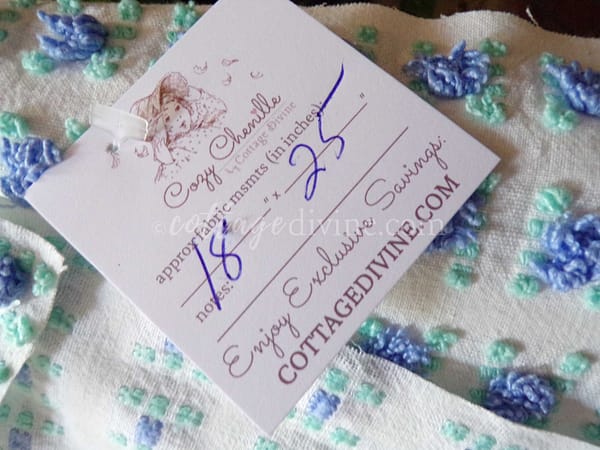 Cozy Chenille
by Cottage Divine
approx fabric msmts (in inches):
18 " x 25 "
notes:
Enjoy Exclusive Savings:
COTTAGEDIVINE.COM
©cottagedivine.com